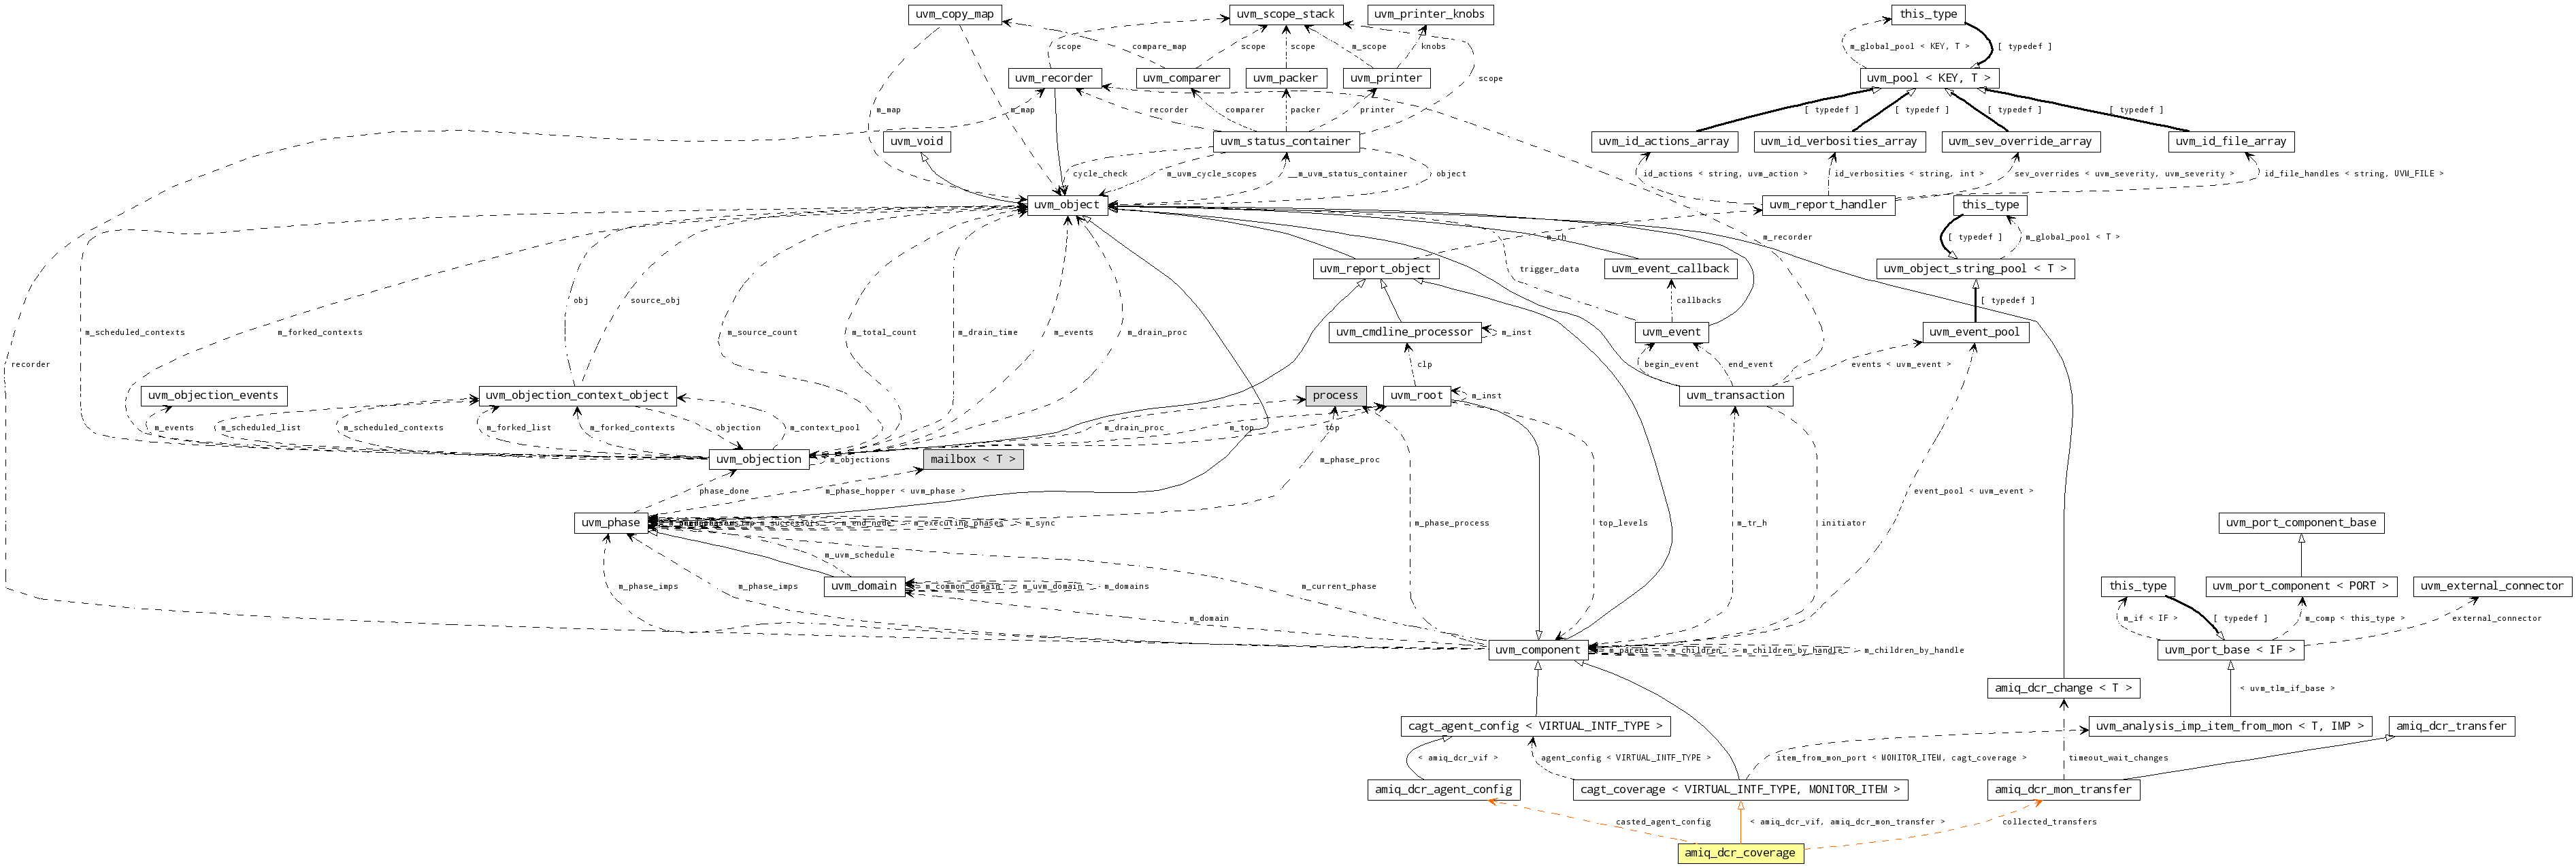 uvm_copy_map
uvm_scope_stack
uvm_printer_knobs
this_type
scope
compare_map
scope
scope
m_scope
knobs
m_global_pool < KEY, T >
[ typedef ]
uvm_recorder
uvm_comparer
uvm_packer
uvm_printer
scope
uvm_pool < KEY, T >
m_map
m_map
recorder
comparer
packer
printer
[ typedef ]
[ typedef ]
[ typedef ]
[ typedef ]
uvm_void
uvm_status_container
uvm_id_actions_array
uvm_id_verbosities_array
uvm_sev_override_array
uvm_id_file_array
cycle_check
m_uvm_cycle_scopes
__m_uvm_status_container
object
id_actions < string, uvm_action >
id_verbosities < string, int >
sev_overrides < uvm_severity, uvm_severity >
id_file_handles < string, UVM_FILE >
uvm_object
uvm_report_handler
this_type
m_rh
m_recorder
[ typedef ]
m_global_pool < T >
uvm_report_object
trigger_data
uvm_event_callback
uvm_object_string_pool < T >
obj
source_obj
callbacks
[ typedef ]
m_scheduled_contexts
m_forked_contexts
m_source_count
m_total_count
m_drain_time
m_events
m_drain_proc
uvm_cmdline_processor
m_inst
uvm_event
uvm_event_pool
recorder
clp
begin_event
end_event
events < uvm_event >
uvm_objection_events
uvm_objection_context_object
process
uvm_root
m_inst
uvm_transaction
m_events
m_scheduled_list
m_scheduled_contexts
m_forked_list
m_forked_contexts
objection
m_context_pool
m_drain_proc
m_top
top
uvm_objection
m_objections
mailbox < T >
m_phase_proc
phase_done
m_phase_hopper < uvm_phase >
event_pool < uvm_event >
uvm_phase
m_successors
m_end_node
m_executing_phases
m_sync
m_phase_process
top_levels
m_tr_h
initiator
uvm_port_component_base
m_uvm_schedule
m_phase_imps
m_phase_imps
uvm_domain
m_common_domain
m_uvm_domain
m_domains
m_current_phase
this_type
uvm_port_component < PORT >
uvm_external_connector
m_domain
m_if < IF >
[ typedef ]
m_comp < this_type >
external_connector
uvm_component
m_parent
m_children
m_children_by_handle
m_children_by_handle
uvm_port_base < IF >
amiq_dcr_change < T >
< uvm_tlm_if_base >
cagt_agent_config < VIRTUAL_INTF_TYPE >
uvm_analysis_imp_item_from_mon < T, IMP >
amiq_dcr_transfer
< amiq_dcr_vif >
agent_config < VIRTUAL_INTF_TYPE >
item_from_mon_port < MONITOR_ITEM, cagt_coverage >
timeout_wait_changes
amiq_dcr_agent_config
cagt_coverage < VIRTUAL_INTF_TYPE, MONITOR_ITEM >
amiq_dcr_mon_transfer
casted_agent_config
< amiq_dcr_vif, amiq_dcr_mon_transfer >
collected_transfers
amiq_dcr_coverage